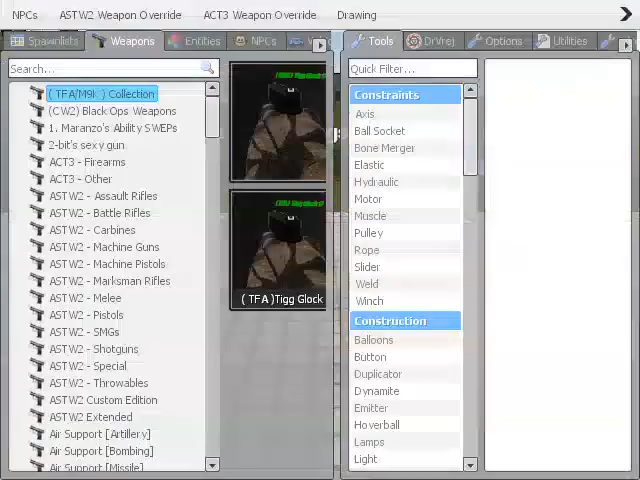 NPCs ASTW2 Weapon Override ACT3 Weapon Override Drawing
Spawnlists Weapons Entities NPCs Tools DrVrej Options Utilities
Search... Quick Filter...
( TFA/M9k ) Collection
(CW2) Black Ops Weapons
1. Maranzo's Ability SWEPs
2-bit's sexy gun
ACT3 - Firearms
ACT3 - Other
ASTW2 - Assault Rifles
ASTW2 - Battle Rifles
ASTW2 - Carbines
ASTW2 - Machine Guns
ASTW2 - Machine Pistols
ASTW2 - Marksman Rifles
ASTW2 - Melee
ASTW2 - Pistols
ASTW2 - SMGs
ASTW2 - Shotguns
ASTW2 - Special
ASTW2 - Throwables
ASTW2 Custom Edition
ASTW2 Extended
Air Support [Artillery]
Air Support [Bombing]
Air Support [Missile]
( TFA )Tigg Glock
Constraints
Axis
Ball Socket
Bone Merger
Elastic
Hydraulic
Motor
Muscle
Pulley
Rope
Slider
Weld
Winch
Construction
Balloons
Button
Duplicator
Dynamite
Emitter
Hoverball
Lamps
Light